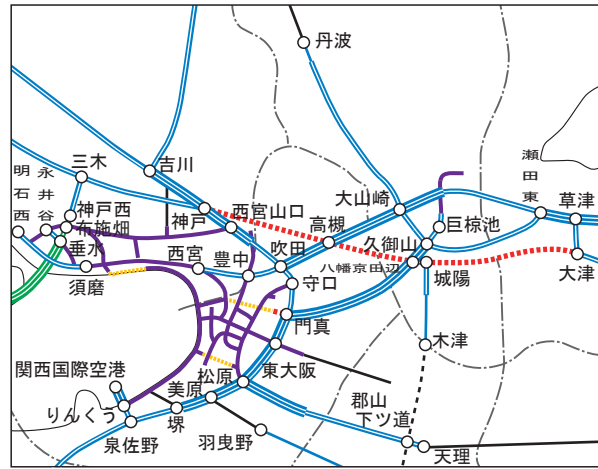 丹波
明石西
永井谷
三木
吉川
瀬田東
神戸西
布施畑
神戸
西宮山口
大山崎
高槻
巨椋池
草津
垂水
須磨
西宮
豊中
吹田
久御山
八幡京田辺
城陽
大津
守口
門真
木津
関西国際空港
松原
東大阪
美原
りんくう
堺
郡山
下ツ道
泉佐野
羽曳野
天理